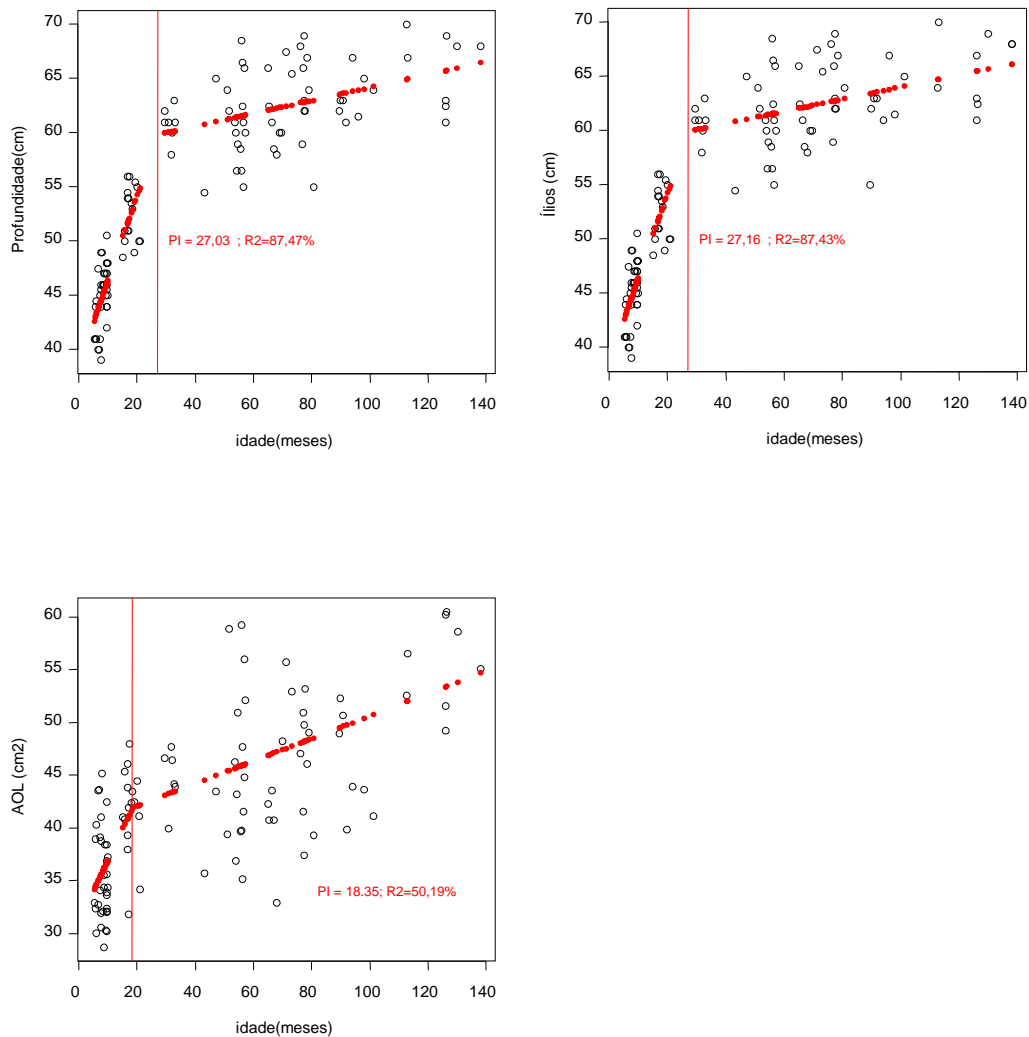 70
65
60
55
50
45
40
Profundidade(cm)
PI = 27,03 ; R2=87,47%
0 20 40 60 80 100 120 140
idade(meses)
70
65
60
55
50
45
40
Ílios (cm)
PI = 27,16 ; R2=87,43%
0 20 40 60 80 100 120 140
idade(meses)
60
55
50
45
40
35
30
AOL (cm2)
PI = 18.35; R2=50,19%
0 20 40 60 80 100 120 140
idade(meses)